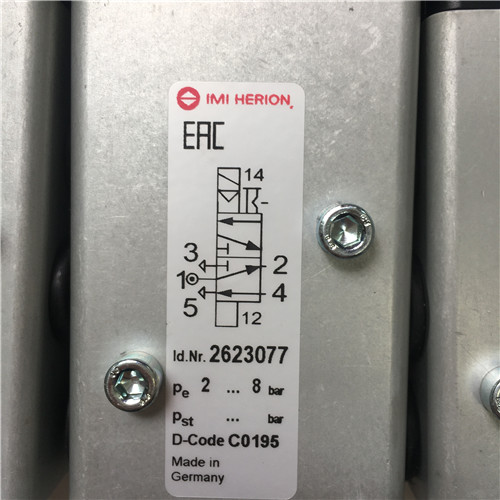 IMI HERION
EAC
14
3
1
2
5
4
12
Id.Nr. 2623077
pe 2 ... 8 bar
pst ... bar
D-Code C0195
Made in
Germany